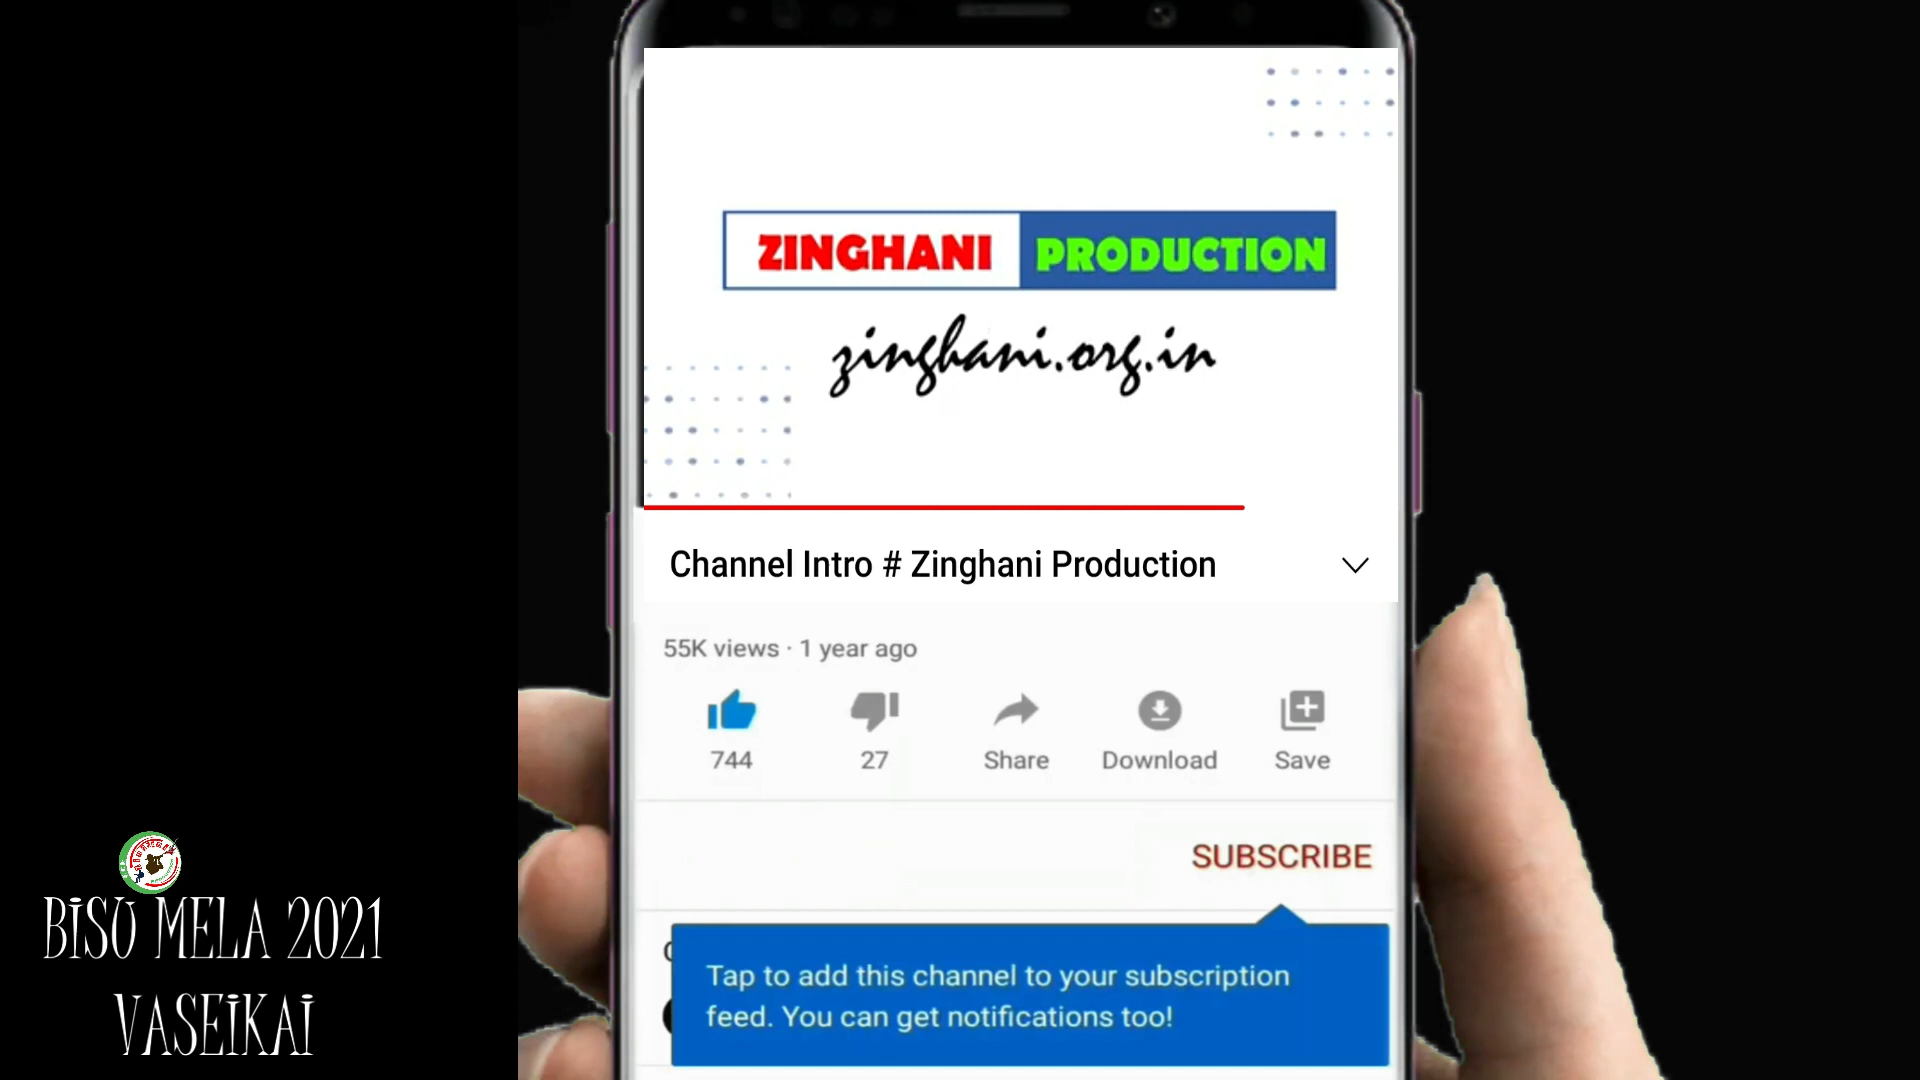 ZINGHANI PRODUCTION
zinghani.org.in
Channel Intro # Zinghani Production
55K views · 1 year ago
744
27
Share
Download
Save
SUBSCRIBE
Tap to add this channel to your subscription
feed. You can get notifications too!
BISU MELA 2021
VASEIKAI